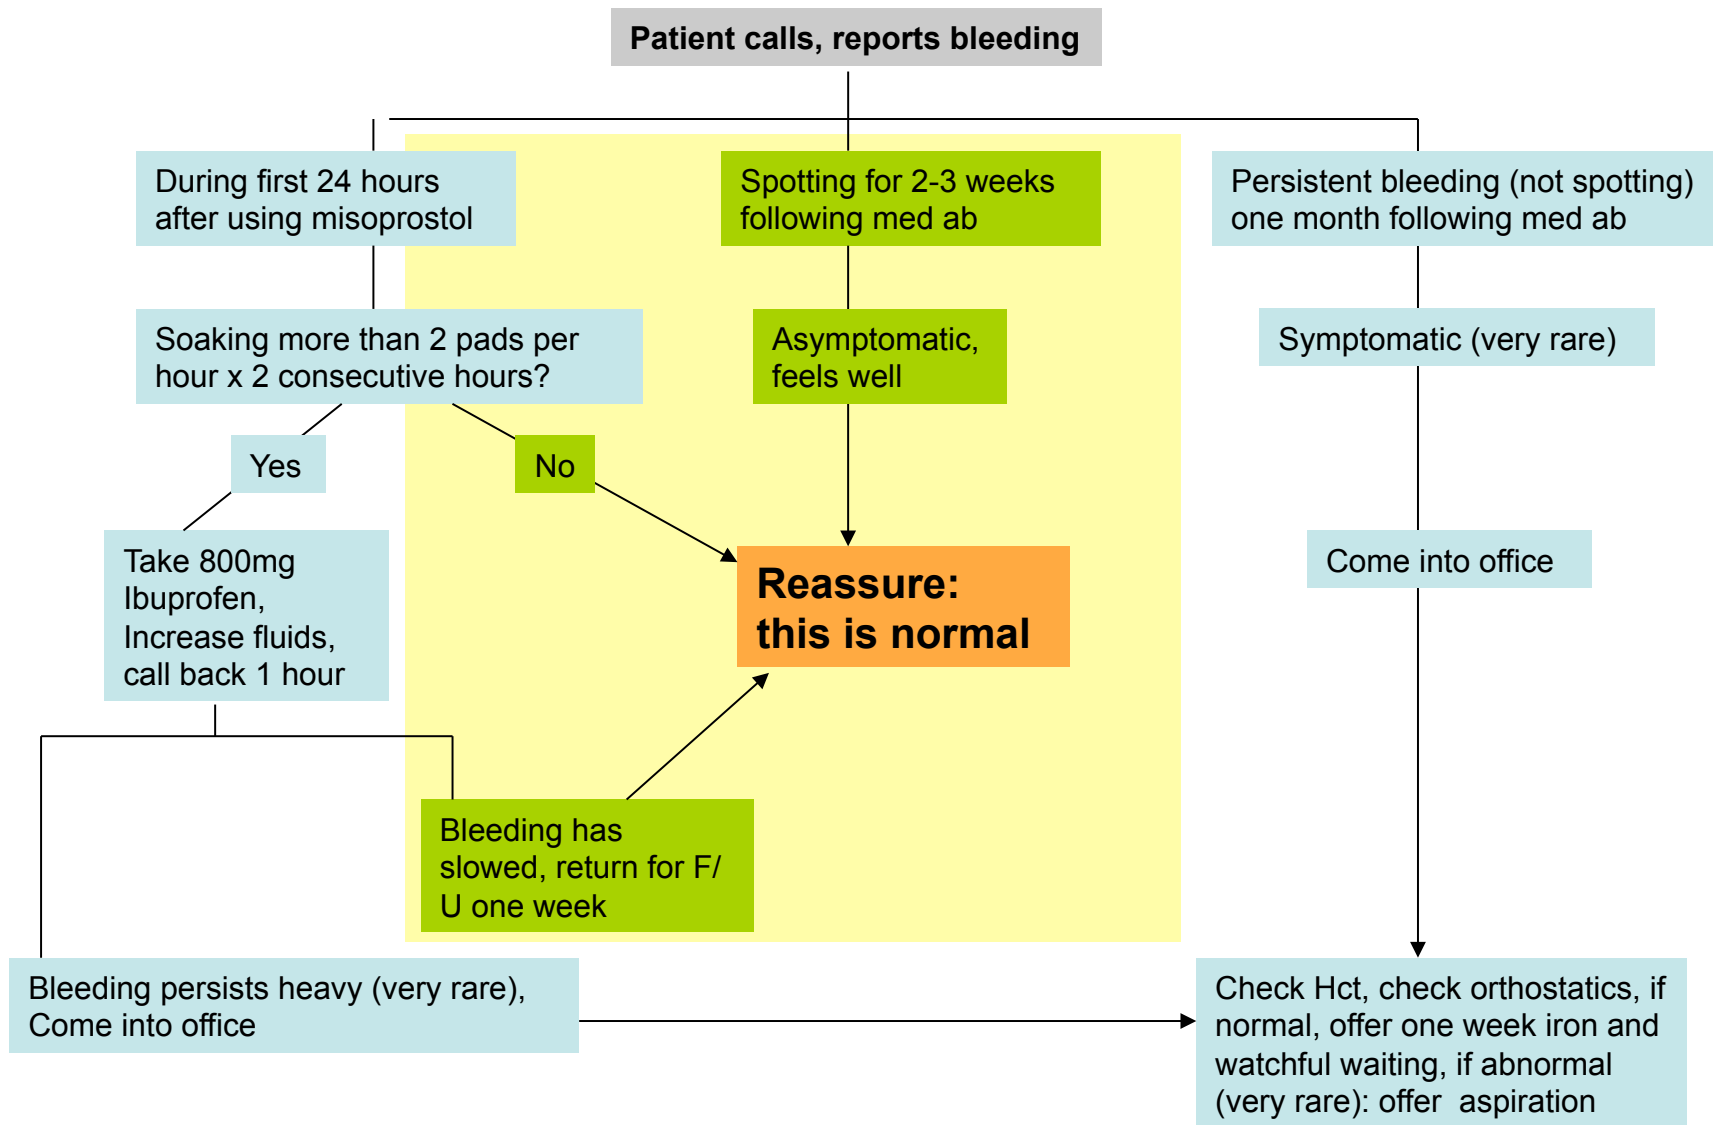 Patient calls, reports bleeding
During first 24 hours
after using misoprostol
Spotting for 2-3 weeks
following med ab
Persistent bleeding (not spotting)
one month following med ab
Soaking more than 2 pads per
hour x 2 consecutive hours?
Asymptomatic,
feels well
Symptomatic (very rare)
Yes
No
Take 800mg
Ibuprofen,
Increase fluids,
call back 1 hour
Reassure:
this is normal
Come into office
Bleeding has
slowed, return for F/
U one week
Bleeding persists heavy (very rare),
Come into office
Check Hct, check orthostatics, if
normal, offer one week iron and
watchful waiting, if abnormal
(very rare): offer  aspiration